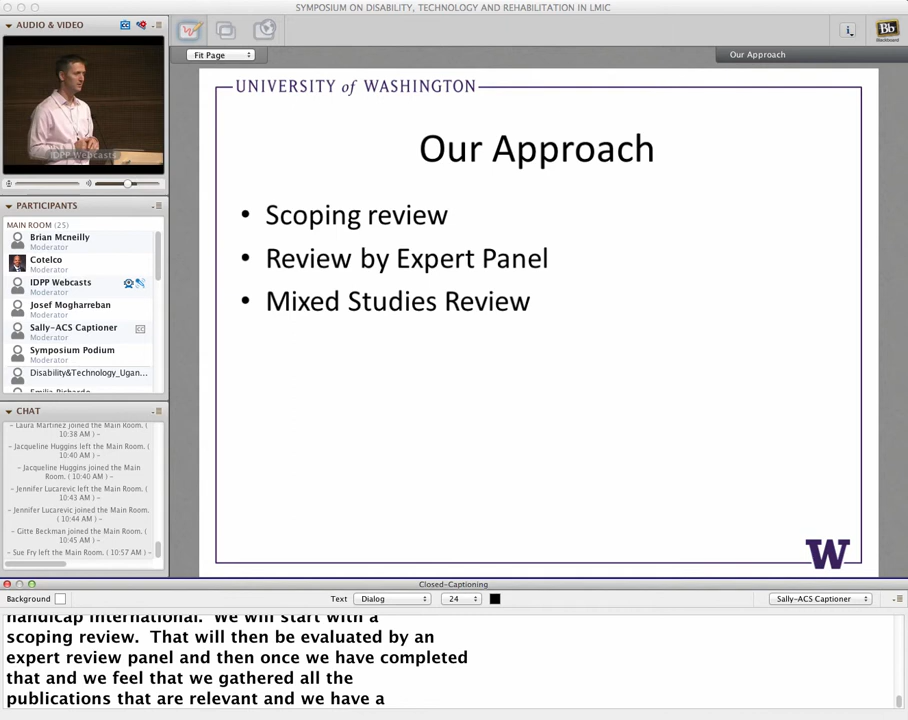 SYMPOSIUM ON DISABILITY, TECHNOLOGY AND REHABILITATION IN LMIC
AUDIO & VIDEO
IDPP Webcasts
PARTICIPANTS
MAIN ROOM (25)
Brian Mcneilly
Moderator
Cotelco
Moderator
IDPP Webcasts
Moderator
Josef Mogharreban
Moderator
Sally-ACS Captioner
Moderator
Symposium Podium
Moderator
Disability&Technology_Ugan...
CHAT
- Laura Martinez joined the Main Room. (
10:38 AM ) -
- Jacqueline Huggins left the Main Room. (
10:40 AM ) -
- Jacqueline Huggins joined the Main
Room. ( 10:40 AM ) -
- Jennifer Lucarevic left the Main Room. (
10:43 AM ) -
- Jennifer Lucarevic joined the Main Room.
( 10:44 AM ) -
- Gitte Beckman joined the Main Room. (
10:45 AM ) -
- Sue Fry left the Main Room. ( 10:57 AM ) -
Bb
Blackboard
Fit Page
Our Approach
UNIVERSITY of WASHINGTON
Our Approach
• Scoping review
• Review by Expert Panel
• Mixed Studies Review
W
Closed-Captioning
Background
Text Dialog 24
Sally-ACS Captioner
handicap international. We will start with a
scoping review. That will then be evaluated by an
expert review panel and then once we have completed
that and we feel that we gathered all the
publications that are relevant and we have a